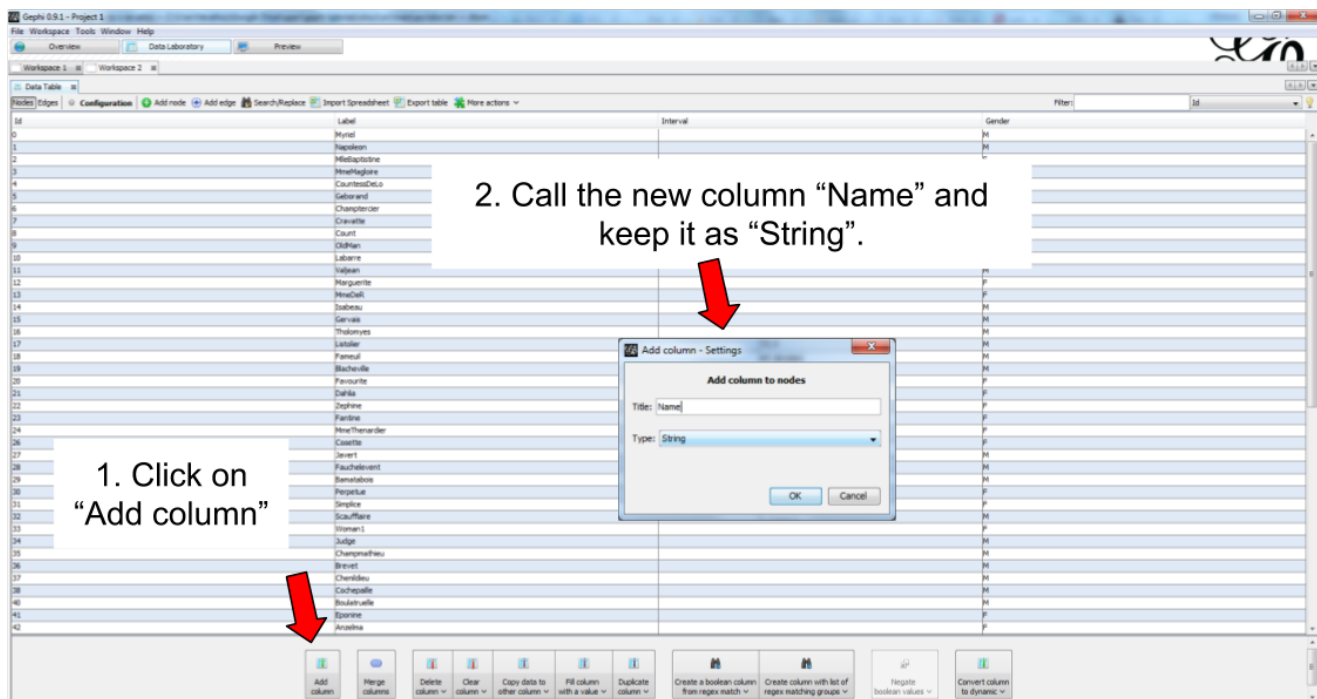 Gephi 0.9.1 - Project 1
File Workspace Tools Window Help
Overview Data Laboratory Preview
Workspace 1 Workspace 2
Data Table
Nodes Edges Configuration Add node Add edge Search/Replace Import Spreadsheet Export table More actions Filter: Id
Id Label Interval Gender
0 Myriel M
1 Napoleon M
2 MlleBaptistine
3 MmeMagloire
4 CountessDeLo
5 Geborand
6 Champtercier
7 Cravatte
8 Count
9 OldMan
10 Labarre
11 Valjean M
12 Marguerite F
13 MmeDeR F
14 Isabeau M
15 Gervais M
16 Tholomyes M
17 Listolier M
18 Fameuil M
19 Blacheville M
20 Favourite F
21 Dahlia F
22 Zephine F
23 Fantine F
24 MmeThenardier F
26 Cosette F
27 Javert M
28 Fauchelevent M
29 Bamatabois M
30 Perpetue F
31 Simplice F
32 Scaufflaire M
33 Woman1 F
34 Judge M
35 Champmathieu M
36 Brevet M
37 Chenildieu M
38 Cochepaille M
40 Boulatruelle M
41 Eponine F
42 Anzelma F
2. Call the new column “Name” and
keep it as “String”.
Add column - Settings
Add column to nodes
Title: Name
Type: String
OK Cancel
1. Click on
“Add column”
Add
column
Merge
columns
Delete
column
Clear
column
Copy data to
other column
Fill column
with a value
Duplicate
column
Create a boolean column
from regex match
Create column with list of
regex matching groups
Negate
boolean values
Convert column
to dynamic